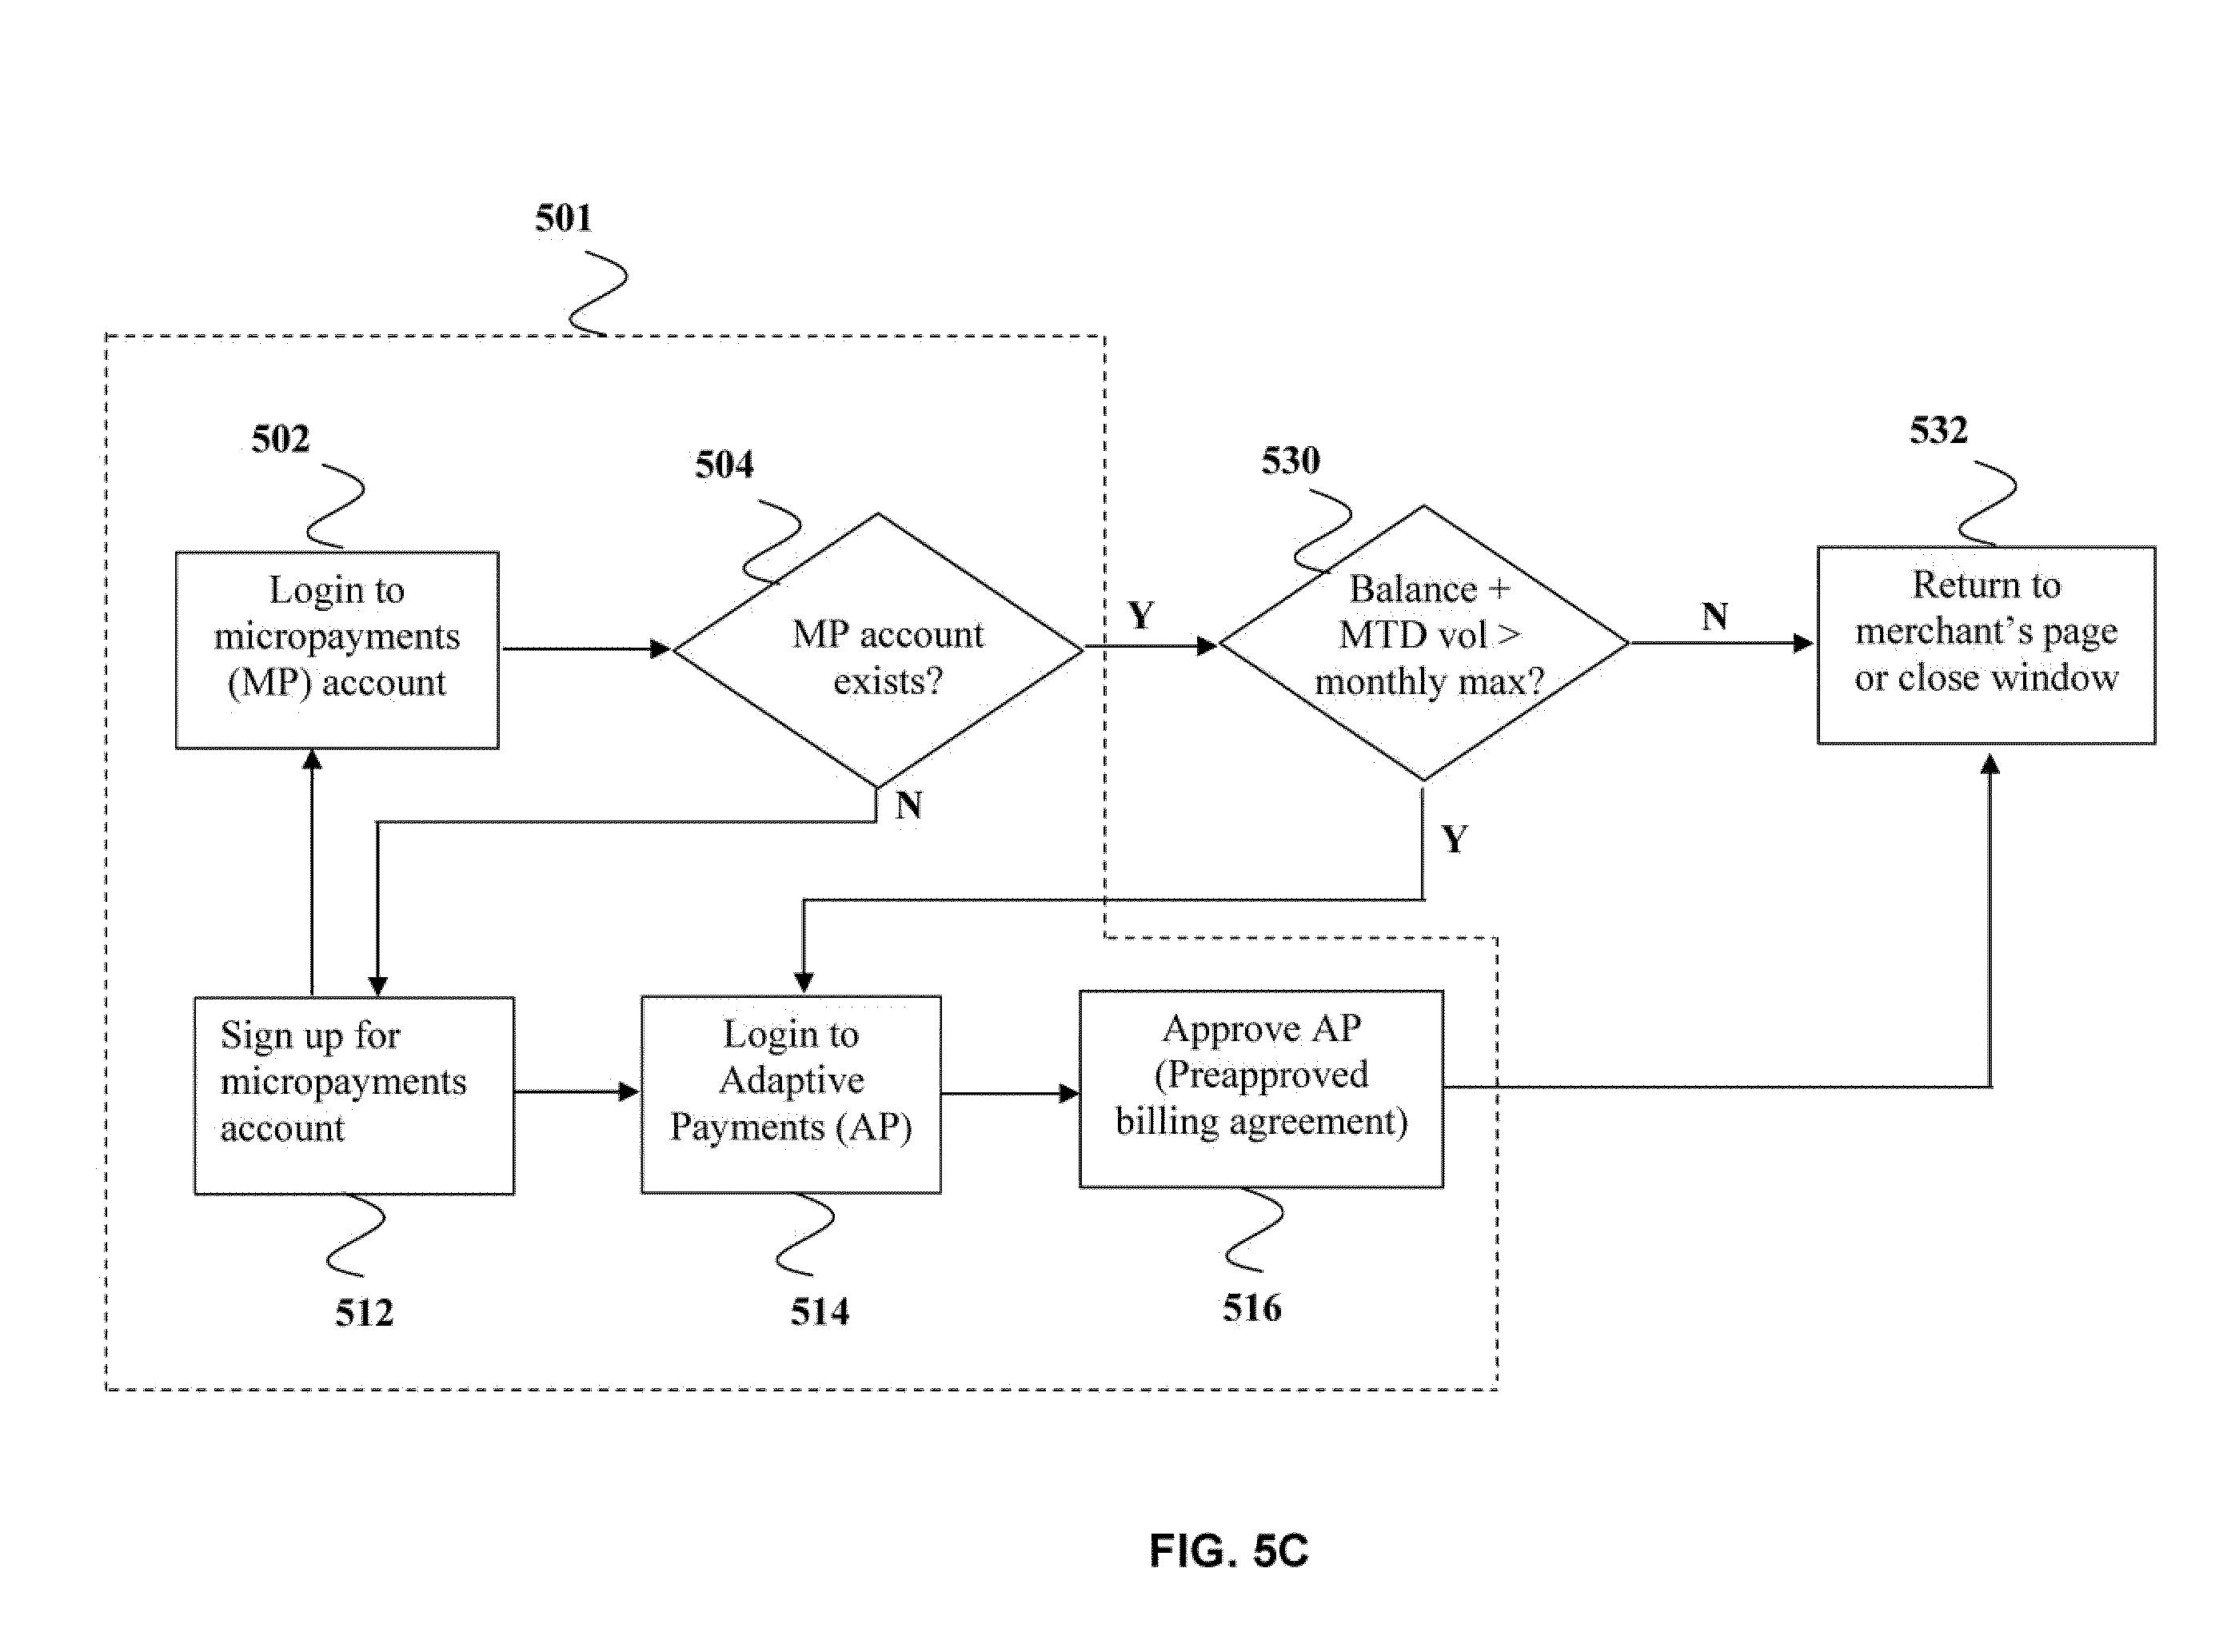 501
502
504
530
532
Login to
micropayments
(MP) account
MP account
exists?
Y
Balance +
MTD vol >
monthly max?
N
Return to
merchant's page
or close window
N
Y
Sign up for
micropayments
account
Login to
Adaptive
Payments (AP)
Approve AP
(Preapproved
billing agreement)
512
514
516
FIG. 5C